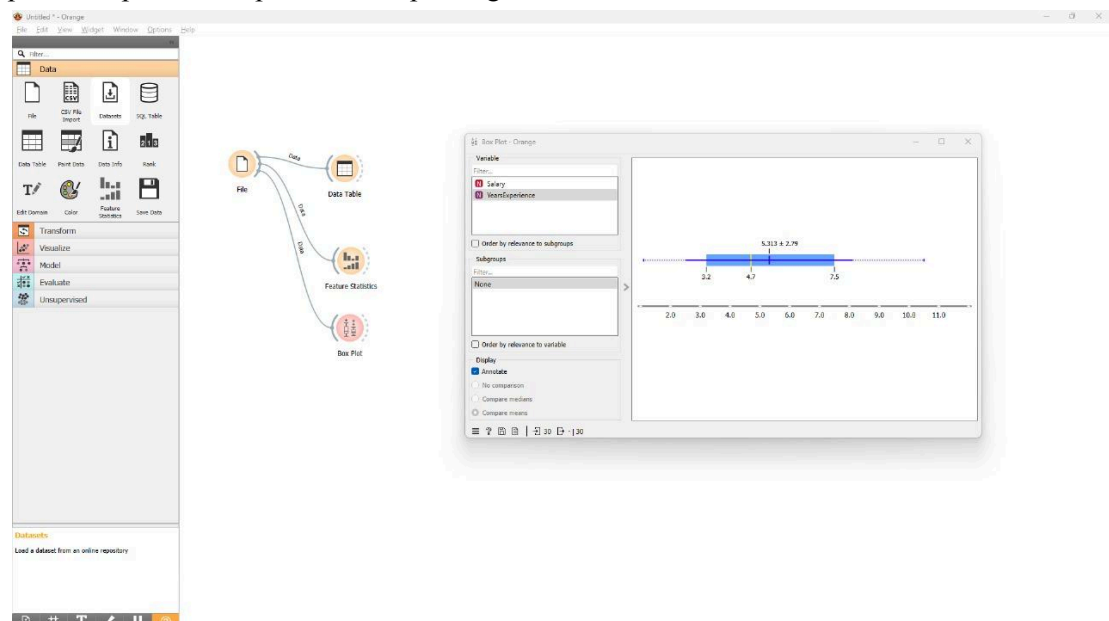 Untitled * - Orange
File Edit View Widget Window Options Help
Filter...
Data
File
CSV File Import
Datasets
SQL Table
Data Table
Paint Data
Data Info
Rank
Edit Domain
Color
Feature Statistics
Save Data
Transform
Visualize
Model
Evaluate
Unsupervised
Datasets
Load a dataset from an online repository
File
Data
Data Table
Data
Feature Statistics
Data
Box Plot
Box Plot - Orange
Variable
Filter...
N Salary
N YearsExperience
Order by relevance to subgroups
Subgroups
Filter...
None
Order by relevance to variable
Display
Annotate
No comparison
Compare medians
Compare means
30 - | 30
5.313 ± 2.79
3.2 4.7 7.5
2.0 3.0 4.0 5.0 6.0 7.0 8.0 9.0 10.0 11.0